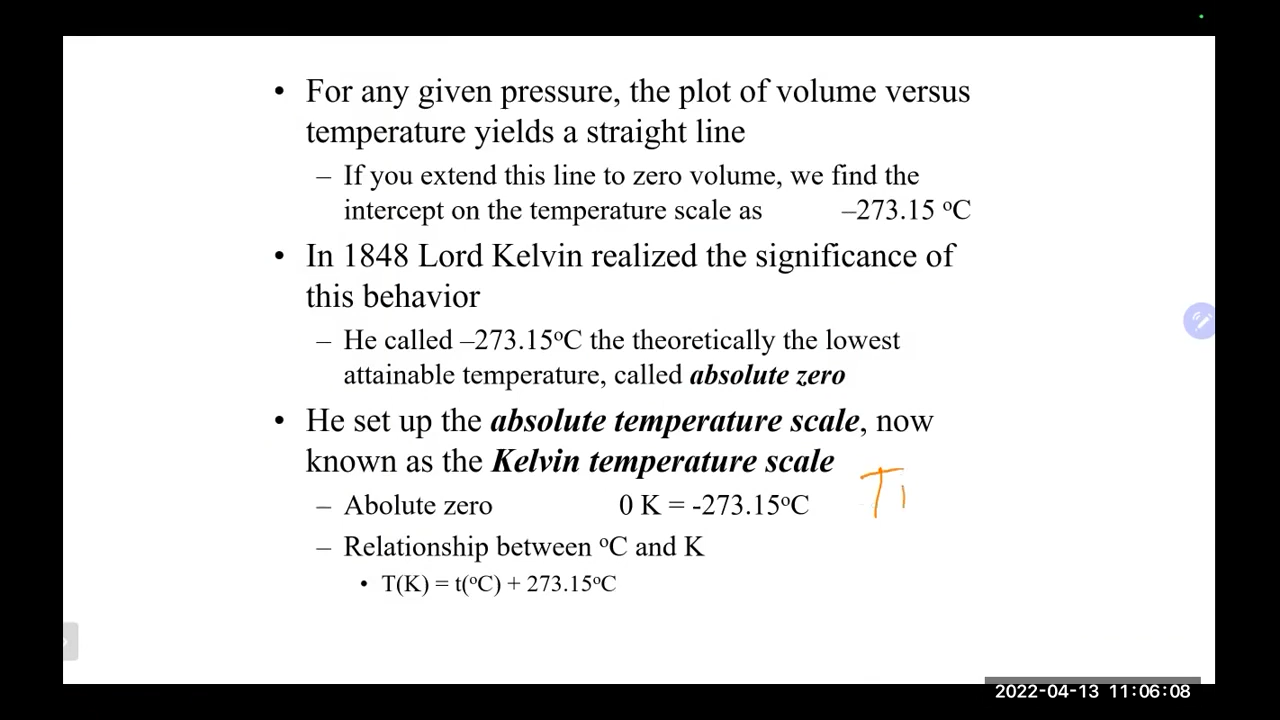 • For any given pressure, the plot of volume versus
temperature yields a straight line
– If you extend this line to zero volume, we find the
intercept on the temperature scale as –273.15 ºC
• In 1848 Lord Kelvin realized the significance of
this behavior
– He called –273.15ºC the theoretically the lowest
attainable temperature, called absolute zero
• He set up the absolute temperature scale, now
known as the Kelvin temperature scale
– Abolute zero 0 K = -273.15ºC
– Relationship between ºC and K
• T(K) = t(ºC) + 273.15ºC
2022-04-13 11:06:08